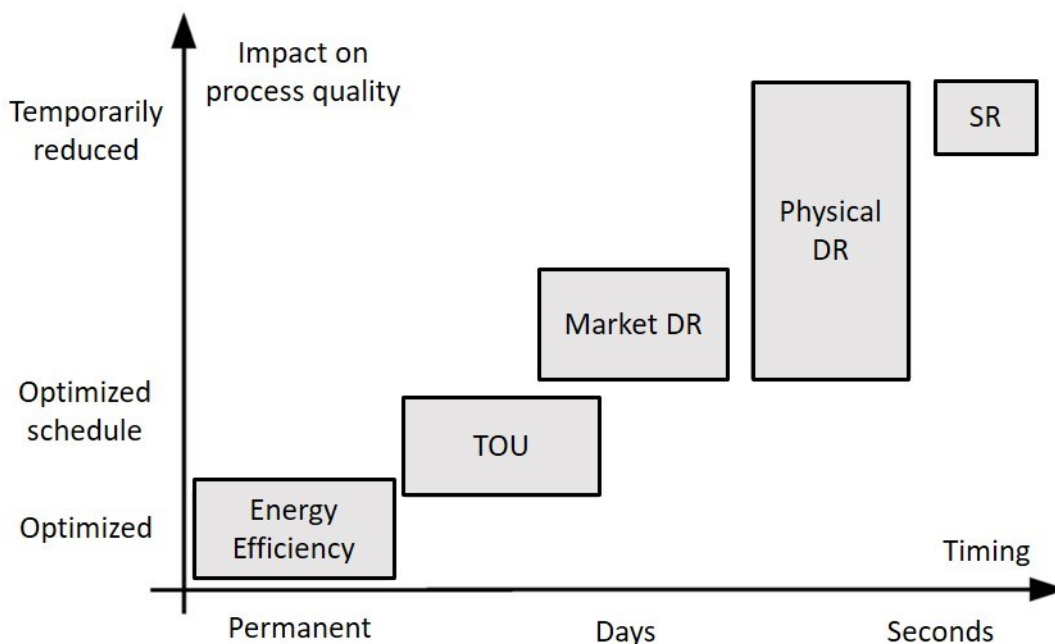 Impact on
process quality
Temporarily
reduced
SR
Physical
DR
Market DR
Optimized
schedule
TOU
Optimized
Energy
Efficiency
Timing
Permanent
Days
Seconds